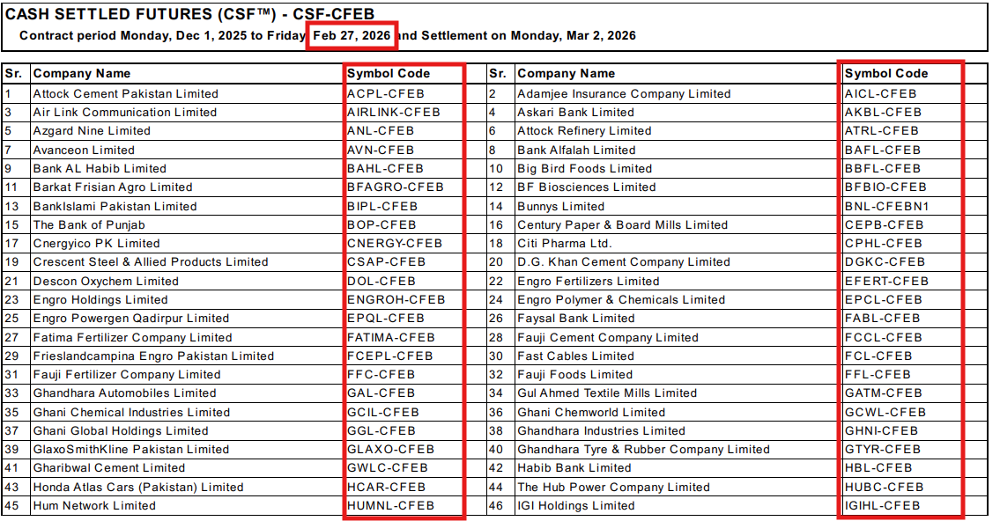 CASH SETTLED FUTURES (CSF™) - CSF-CFEB
Contract period Monday, Dec 1, 2025 to Friday Feb 27, 2026 and Settlement on Monday, Mar 2, 2026
Sr. Company Name Symbol Code Sr. Company Name Symbol Code
1 Attock Cement Pakistan Limited ACPL-CFEB 2 Adamjee Insurance Company Limited AICL-CFEB
3 Air Link Communication Limited AIRLINK-CFEB 4 Askari Bank Limited AKBL-CFEB
5 Azgard Nine Limited ANL-CFEB 6 Attock Refinery Limited ATRL-CFEB
7 Avanceon Limited AVN-CFEB 8 Bank Alfalah Limited BAFL-CFEB
9 Bank AL Habib Limited BAHL-CFEB 10 Big Bird Foods Limited BBFL-CFEB
11 Barkat Frisian Agro Limited BFAGRO-CFEB 12 BF Biosciences Limited BFBIO-CFEB
13 BankIslami Pakistan Limited BIPL-CFEB 14 Bunnys Limited BNL-CFEBN1
15 The Bank of Punjab BOP-CFEB 16 Century Paper & Board Mills Limited CEPB-CFEB
17 Cnergyico PK Limited CNERGY-CFEB 18 Citi Pharma Ltd. CPHL-CFEB
19 Crescent Steel & Allied Products Limited CSAP-CFEB 20 D.G. Khan Cement Company Limited DGKC-CFEB
21 Descon Oxychem Limited DOL-CFEB 22 Engro Fertilizers Limited EFERT-CFEB
23 Engro Holdings Limited ENGROH-CFEB 24 Engro Polymer & Chemicals Limited EPCL-CFEB
25 Engro Powergen Qadirpur Limited EPQL-CFEB 26 Faysal Bank Limited FABL-CFEB
27 Fatima Fertilizer Company Limited FATIMA-CFEB 28 Fauji Cement Company Limited FCCL-CFEB
29 Frieslandcampina Engro Pakistan Limited FCEPL-CFEB 30 Fast Cables Limited FCL-CFEB
31 Fauji Fertilizer Company Limited FFC-CFEB 32 Fauji Foods Limited FFL-CFEB
33 Ghandhara Automobiles Limited GAL-CFEB 34 Gul Ahmed Textile Mills Limited GATM-CFEB
35 Ghani Chemical Industries Limited GCIL-CFEB 36 Ghani Chemworld Limited GCWL-CFEB
37 Ghani Global Holdings Limited GGL-CFEB 38 Ghandhara Industries Limited GHNI-CFEB
39 GlaxoSmithKline Pakistan Limited GLAXO-CFEB 40 Ghandhara Tyre & Rubber Company Limited GTYR-CFEB
41 Gharibwal Cement Limited GWLC-CFEB 42 Habib Bank Limited HBL-CFEB
43 Honda Atlas Cars (Pakistan) Limited HCAR-CFEB 44 The Hub Power Company Limited HUBC-CFEB
45 Hum Network Limited HUMNL-CFEB 46 IGI Holdings Limited IGIHL-CFEB